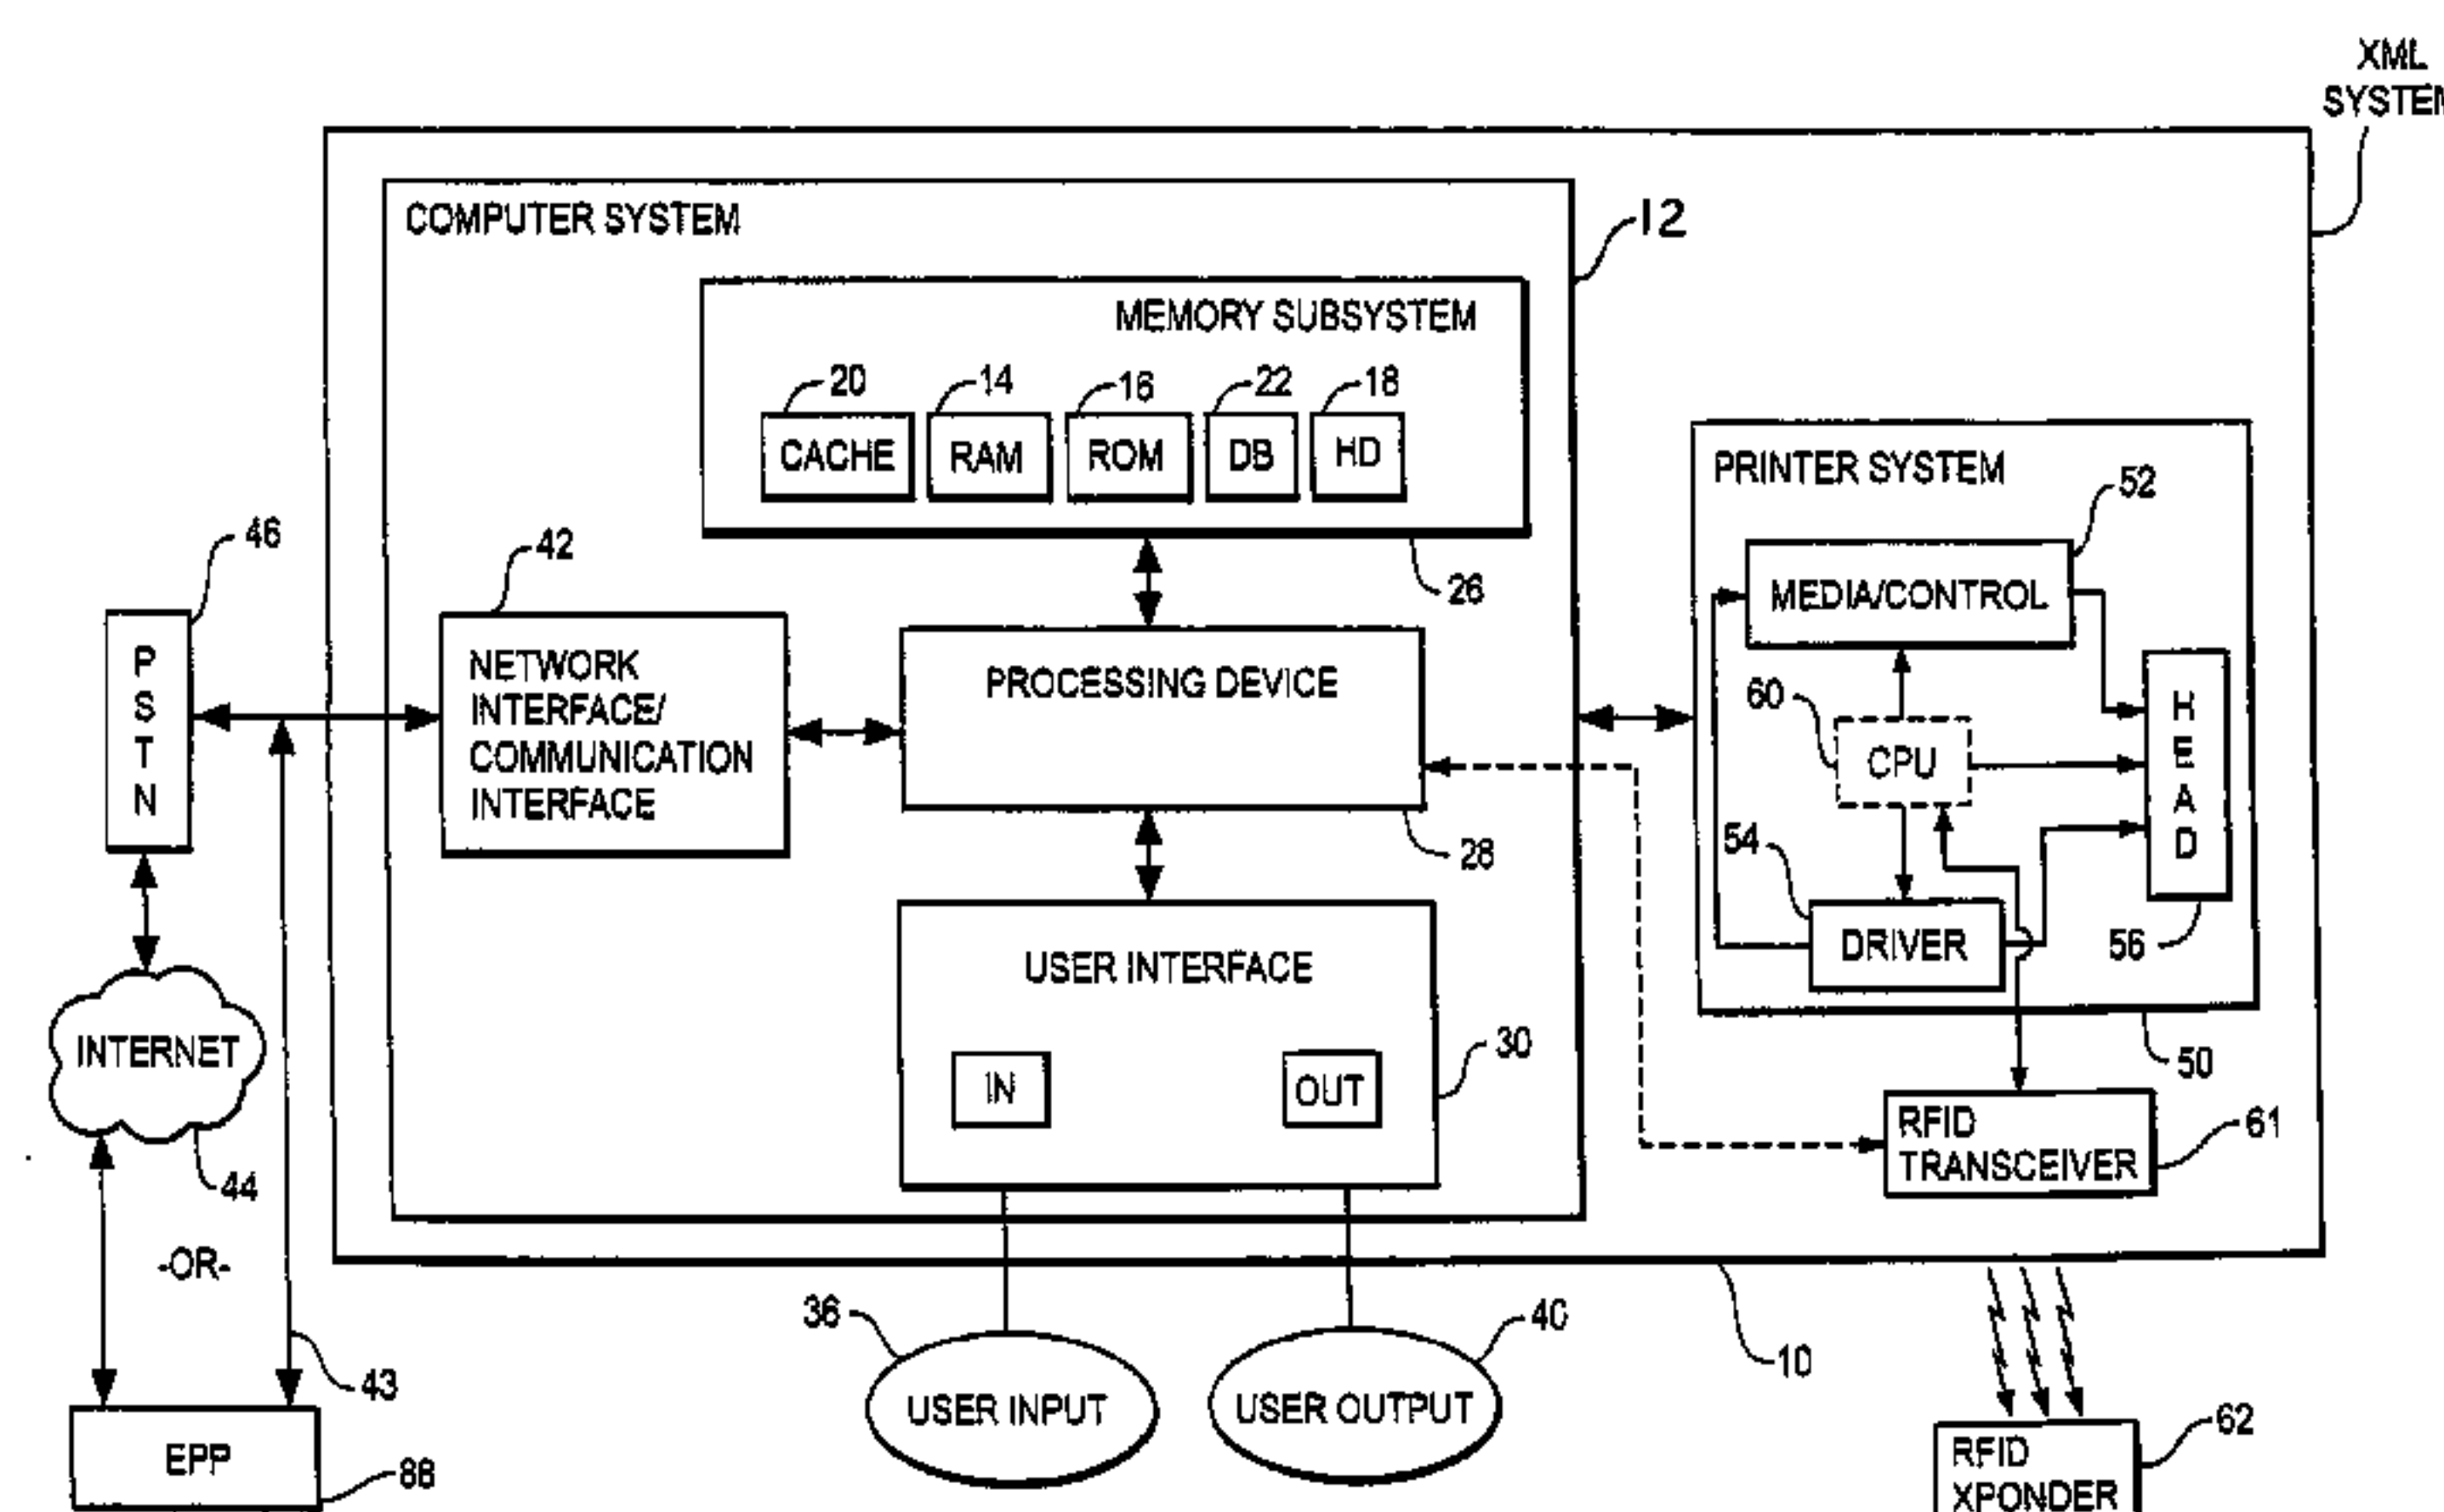 XML
SYSTEM
COMPUTER SYSTEM
12
MEMORY SUBSYSTEM
20
14
16
22
18
CACHE
RAM
ROM
DB
HD
26
PRINTER SYSTEM
52
MEDIA/CONTROL
60
CPU
HEAD
54
DRIVER
56
50
46
PSTN
42
NETWORK
INTERFACE/
COMMUNICATION
INTERFACE
PROCESSING DEVICE
28
USER INTERFACE
IN
OUT
30
INTERNET
44
-OR-
43
EPP
88
36
USER INPUT
40
USER OUTPUT
10
RFID
TRANSCEIVER
61
RFID
XPONDER
62